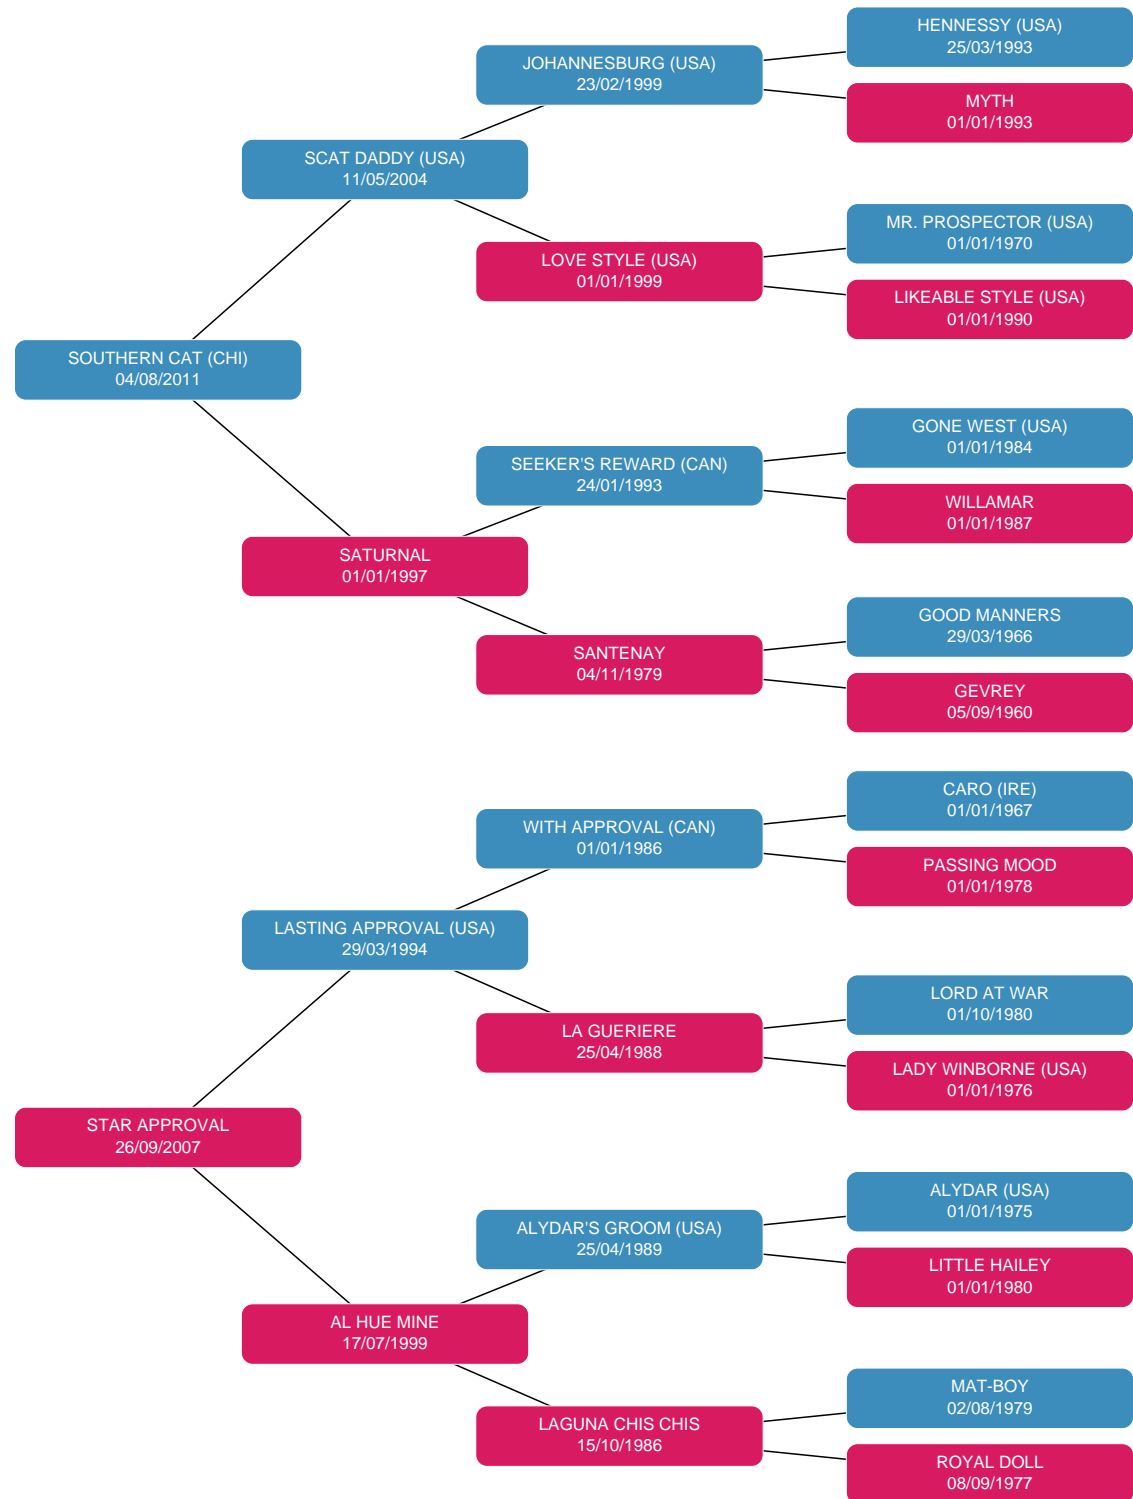 HENNESSY (USA)
25/03/1993
JOHANNESBURG (USA)
23/02/1999
MYTH
01/01/1993
SCAT DADDY (USA)
11/05/2004
MR. PROSPECTOR (USA)
01/01/1970
LOVE STYLE (USA)
01/01/1999
LIKEABLE STYLE (USA)
01/01/1990
SOUTHERN CAT (CHI)
04/08/2011
GONE WEST (USA)
01/01/1984
SEEKER'S REWARD (CAN)
24/01/1993
WILLAMAR
01/01/1987
SATURNAL
01/01/1997
GOOD MANNERS
29/03/1966
SANTENAY
04/11/1979
GEVREY
05/09/1960
CARO (IRE)
01/01/1967
WITH APPROVAL (CAN)
01/01/1986
PASSING MOOD
01/01/1978
LASTING APPROVAL (USA)
29/03/1994
LORD AT WAR
01/10/1980
LA GUERIERE
25/04/1988
LADY WINBORNE (USA)
01/01/1976
STAR APPROVAL
26/09/2007
ALYDAR (USA)
01/01/1975
ALYDAR'S GROOM (USA)
25/04/1989
LITTLE HAILEY
01/01/1980
AL HUE MINE
17/07/1999
MAT-BOY
02/08/1979
LAGUNA CHIS CHIS
15/10/1986
ROYAL DOLL
08/09/1977